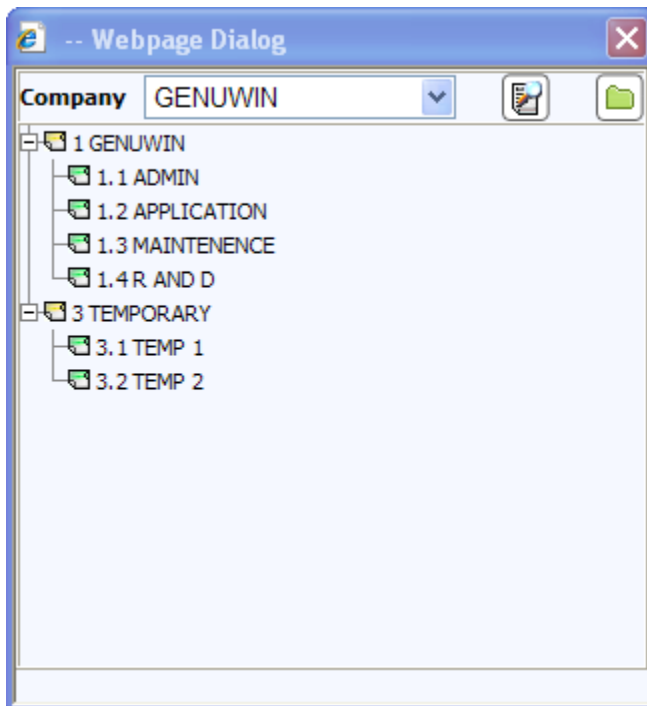 -- Webpage Dialog
Company GENUWIN
1 GENUWIN
1.1 ADMIN
1.2 APPLICATION
1.3 MAINTENENCE
1.4 R AND D
3 TEMPORARY
3.1 TEMP 1
3.2 TEMP 2